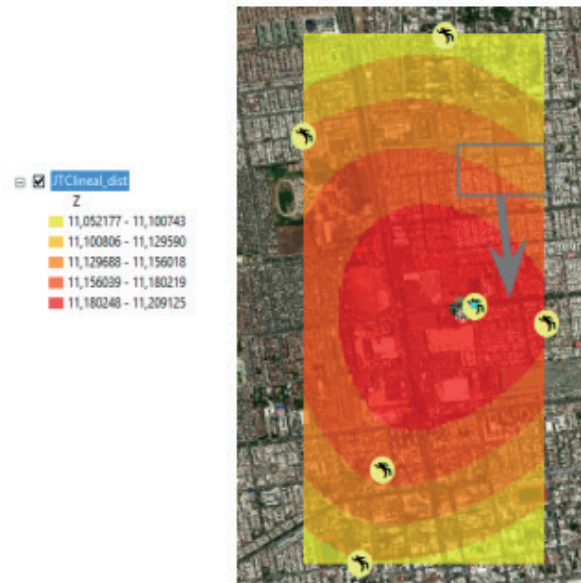 JTClineal_dist
Z
11,052177 - 11,100743
11,100806 - 11,129590
11,129688 - 11,156018
11,156039 - 11,180219
11,180248 - 11,209125